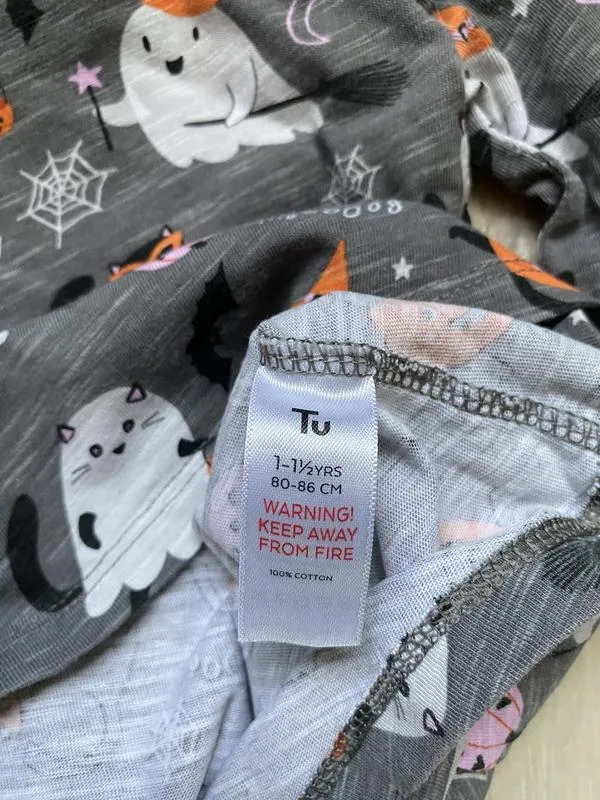 Tu
1-1½YRS
80-86 CM
WARNING!
KEEP AWAY
FROM FIRE
100% COTTON